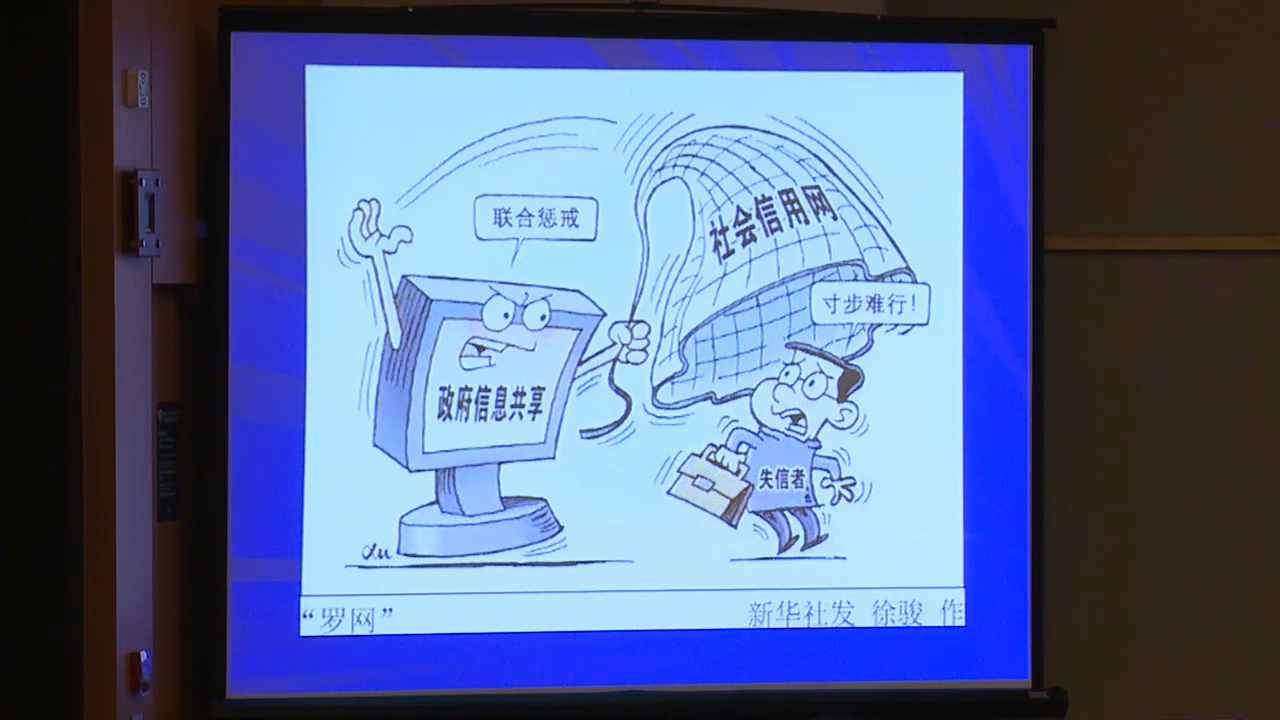 联合惩戒
社会信用网
寸步难行!
政府信息共享
失信者
“罗网”
新华社发 徐骏 作